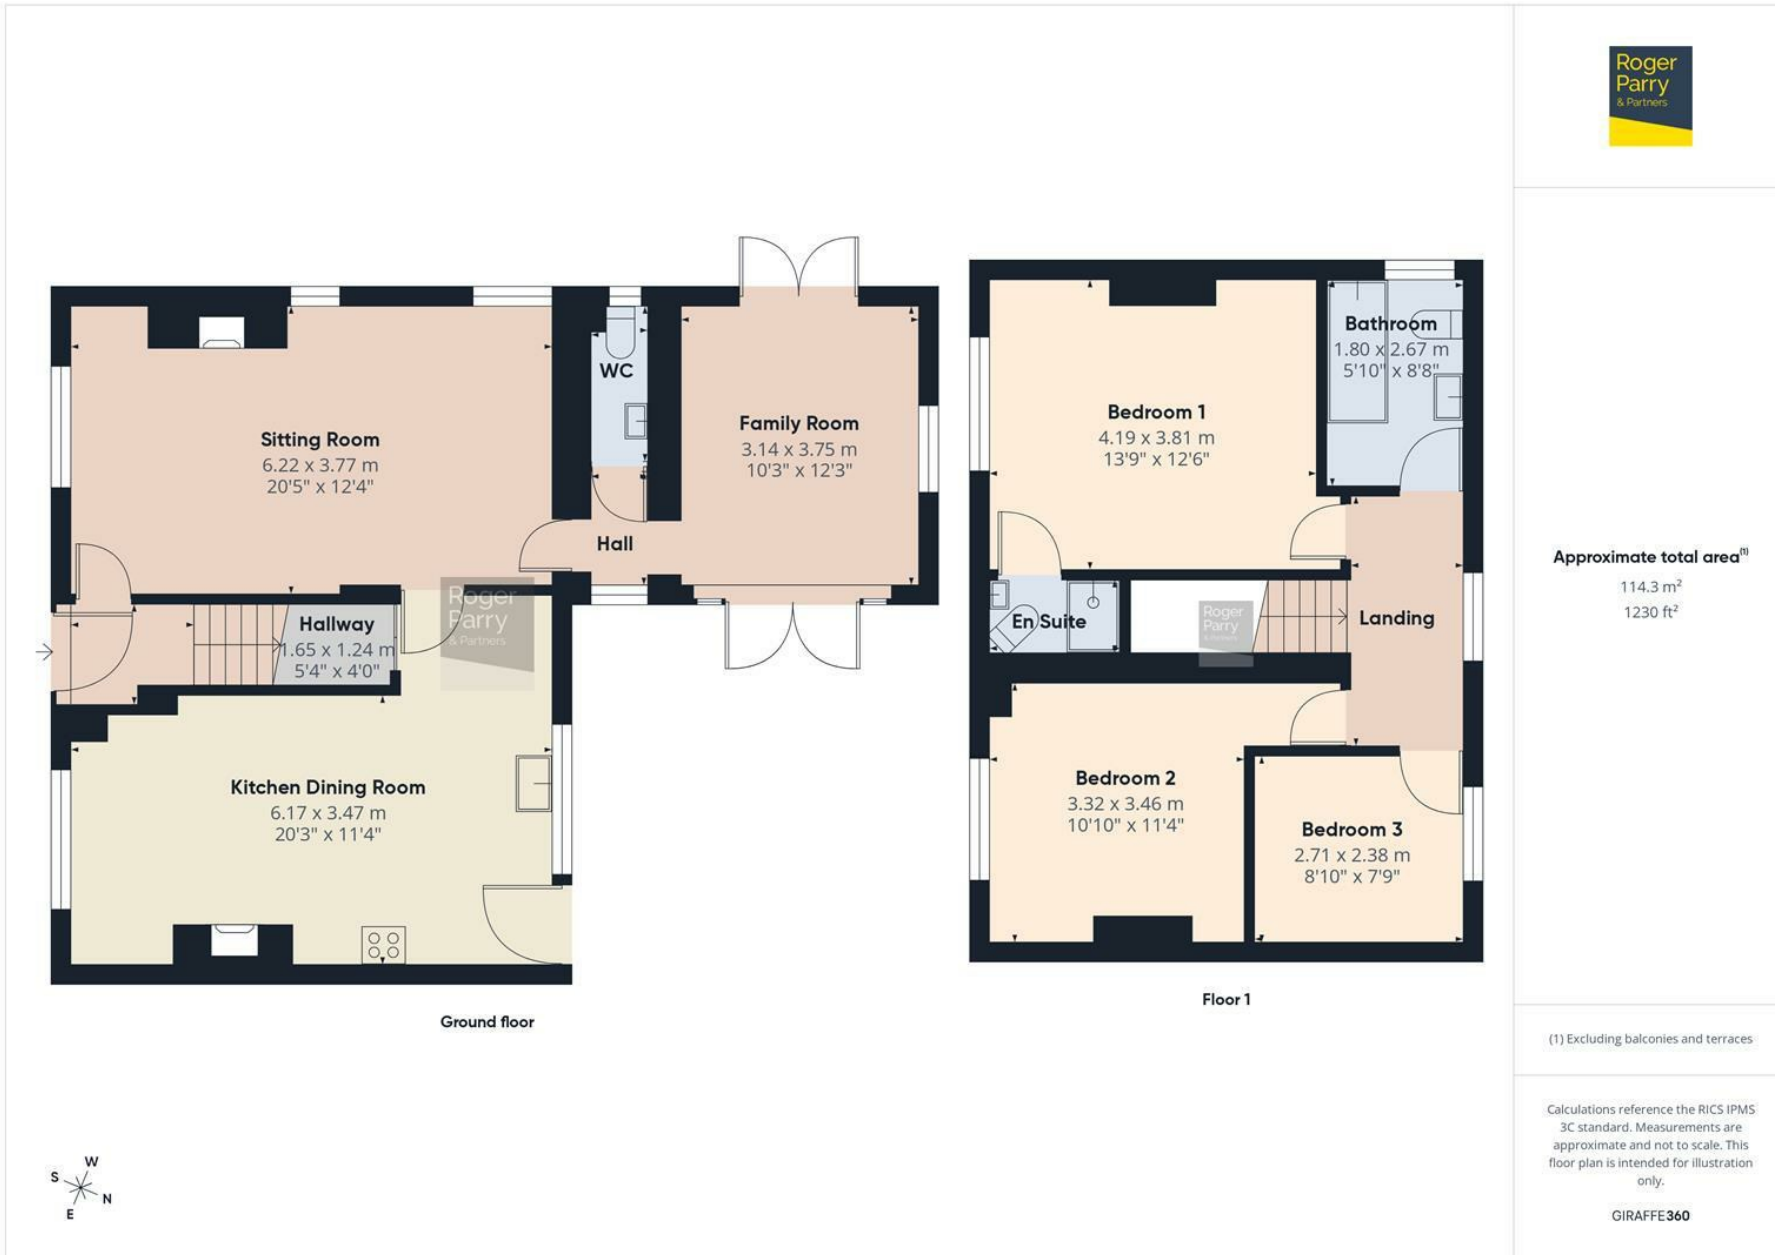 Roger
Parry
& Partners
Sitting Room
6.22 x 3.77 m
20'5" x 12'4"
WC
Family Room
3.14 x 3.75 m
10'3" x 12'3"
Hall
Roger
Parry
& Partners
Hallway
1.65 x 1.24 m
5'4" x 4'0"
Kitchen Dining Room
6.17 x 3.47 m
20'3" x 11'4"
Ground floor
Bedroom 1
4.19 x 3.81 m
13'9" x 12'6"
Bathroom
1.80 x 2.67 m
5'10" x 8'8"
En Suite
Roger
Parry
& Partners
Landing
Bedroom 2
3.32 x 3.46 m
10'10" x 11'4"
Bedroom 3
2.71 x 2.38 m
8'10" x 7'9"
Floor 1
Approximate total area(1)
114.3 m²
1230 ft²
(1) Excluding balconies and terraces
Calculations reference the RICS IPMS
3C standard. Measurements are
approximate and not to scale. This
floor plan is intended for illustration
only.
GIRAFFE360
W
S
N
E